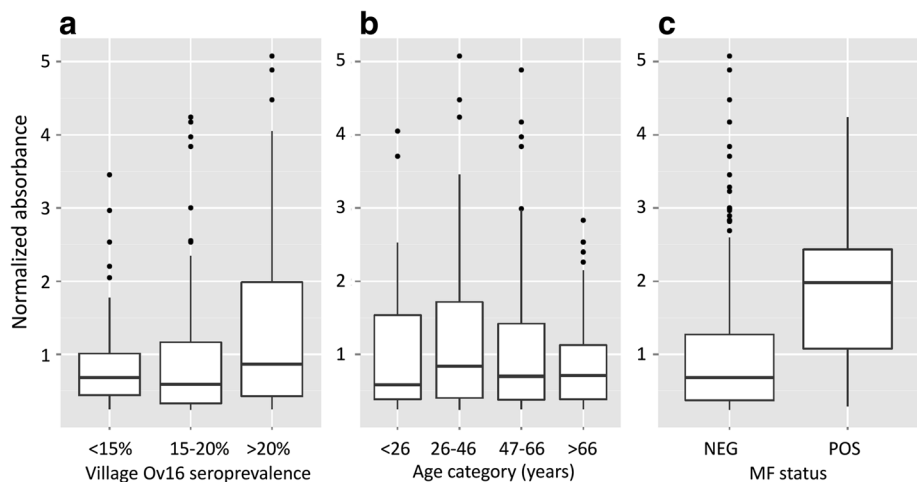 a
b
c
Normalized absorbance
5
4
3
2
1
5
4
3
2
1
5
4
3
2
1
<15% 15-20% >20%
Village Ov16 seroprevalence
<26 26-46 47-66 >66
Age category (years)
NEG POS
MF status